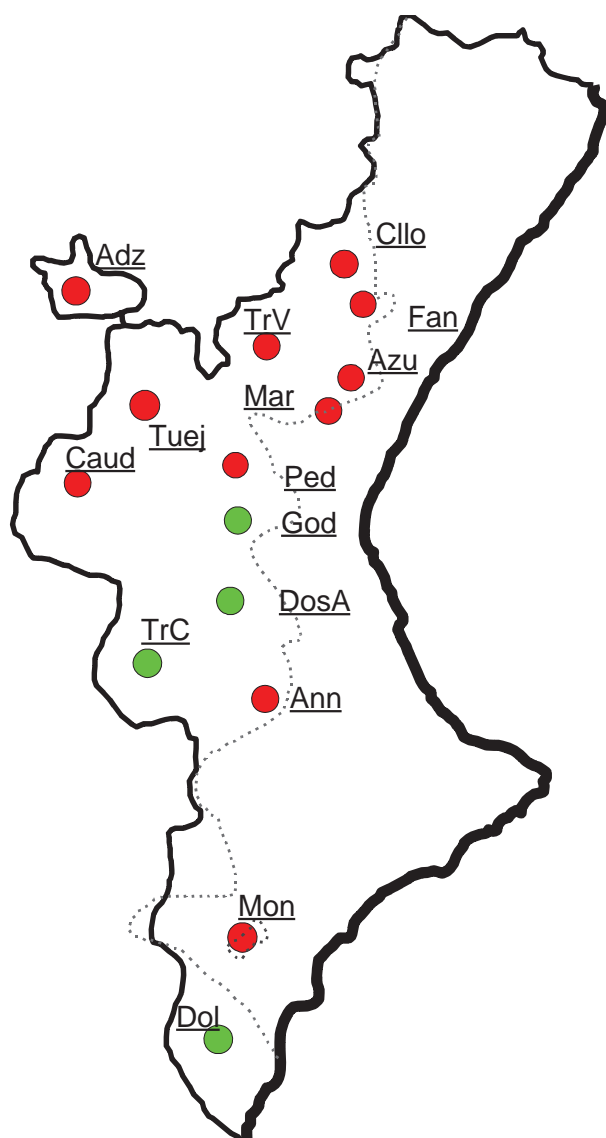 Cllo
Adz
Fan
TrV
Azu
Mar
Tuej
Caud
Ped
God
DosA
TrC
Ann
Mon
Dol